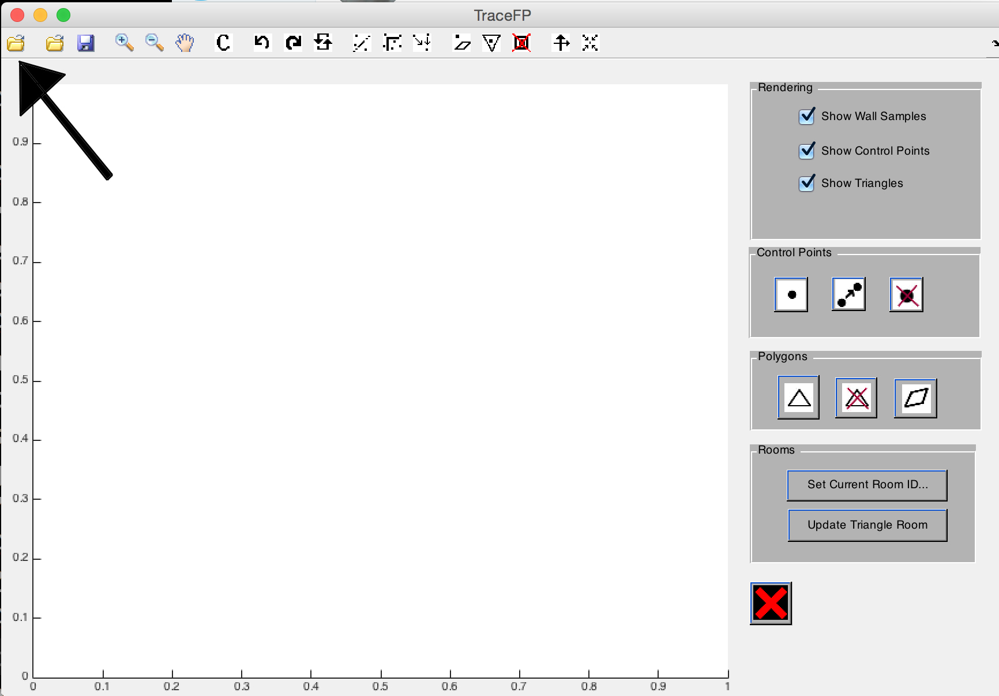 TraceFP
C
Rendering
Show Wall Samples
Show Control Points
Show Triangles
Control Points
Polygons
Rooms
Set Current Room ID...
Update Triangle Room
0.9
0.8
0.7
0.6
0.5
0.4
0.3
0.2
0.1
0
0 0.1 0.2 0.3 0.4 0.5 0.6 0.7 0.8 0.9 1